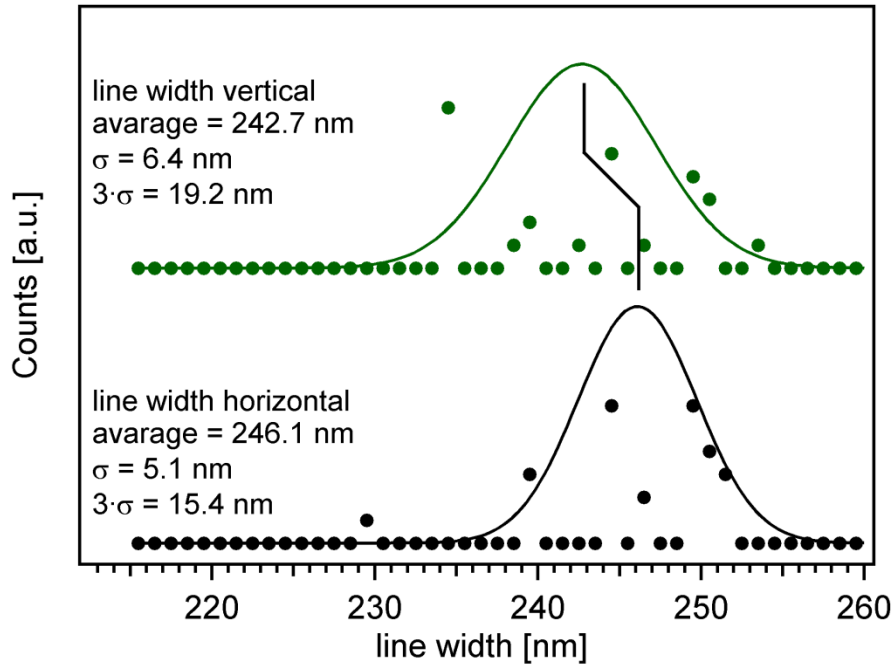 line width vertical
avarage = 242.7 nm
σ = 6.4 nm
3·σ = 19.2 nm
Counts [a.u.]
line width horizontal
avarage = 246.1 nm
σ = 5.1 nm
3·σ = 15.4 nm
220 230 240 250 260
line width [nm]